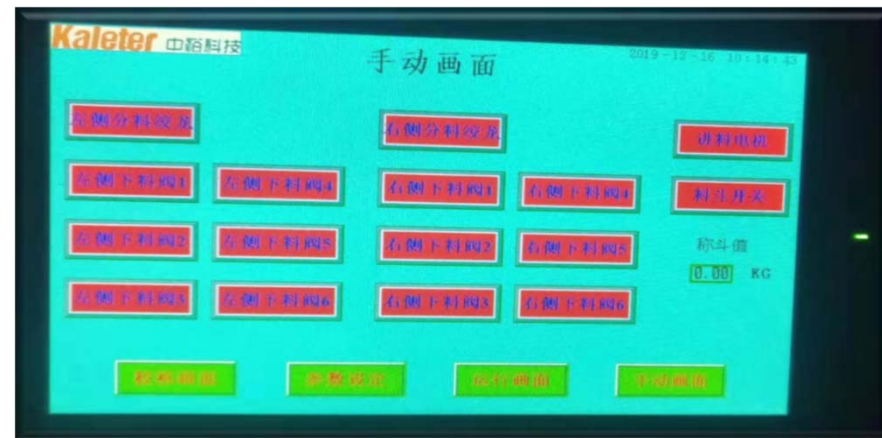 Kaleter 中裕科技
手动画面
2019-12-16 10:14:43
左侧分料绞龙 右侧分料绞龙 进料电机
左侧下料阀1 左侧下料阀4 右侧下料阀1 右侧下料阀4 料斗开关
左侧下料阀2 左侧下料阀5 右侧下料阀2 右侧下料阀5 称斗值
0.00 KG
左侧下料阀3 左侧下料阀6 右侧下料阀3 右侧下料阀6
校称画面 参数设定 运行画面 手动画面